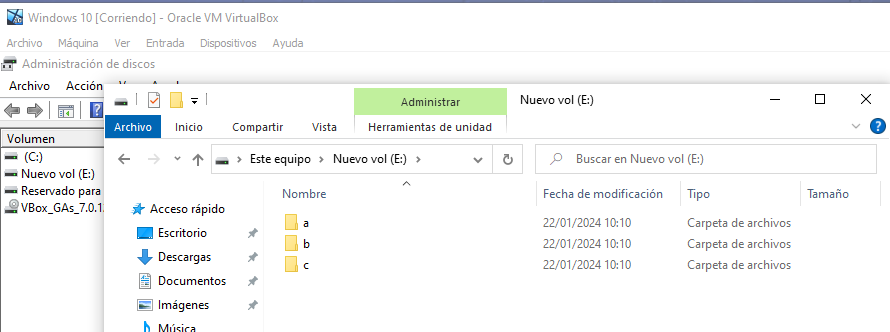 Windows 10 [Corriendo] - Oracle VM VirtualBox
Archivo Máquina Ver Entrada Dispositivos Ayuda
Administración de discos
Archivo Acción
Administrar Nuevo vol (E:)
Archivo Inicio Compartir Vista Herramientas de unidad
Este equipo Nuevo vol (E:)
Buscar en Nuevo vol (E:)
Volumen
(C:)
Nuevo vol (E:)
Reservado para
VBox_GAs_7.0.1
Acceso rápido
Escritorio
Descargas
Documentos
Imágenes
Música
Nombre Fecha de modificación Tipo Tamaño
a 22/01/2024 10:10 Carpeta de archivos
b 22/01/2024 10:10 Carpeta de archivos
c 22/01/2024 10:10 Carpeta de archivos